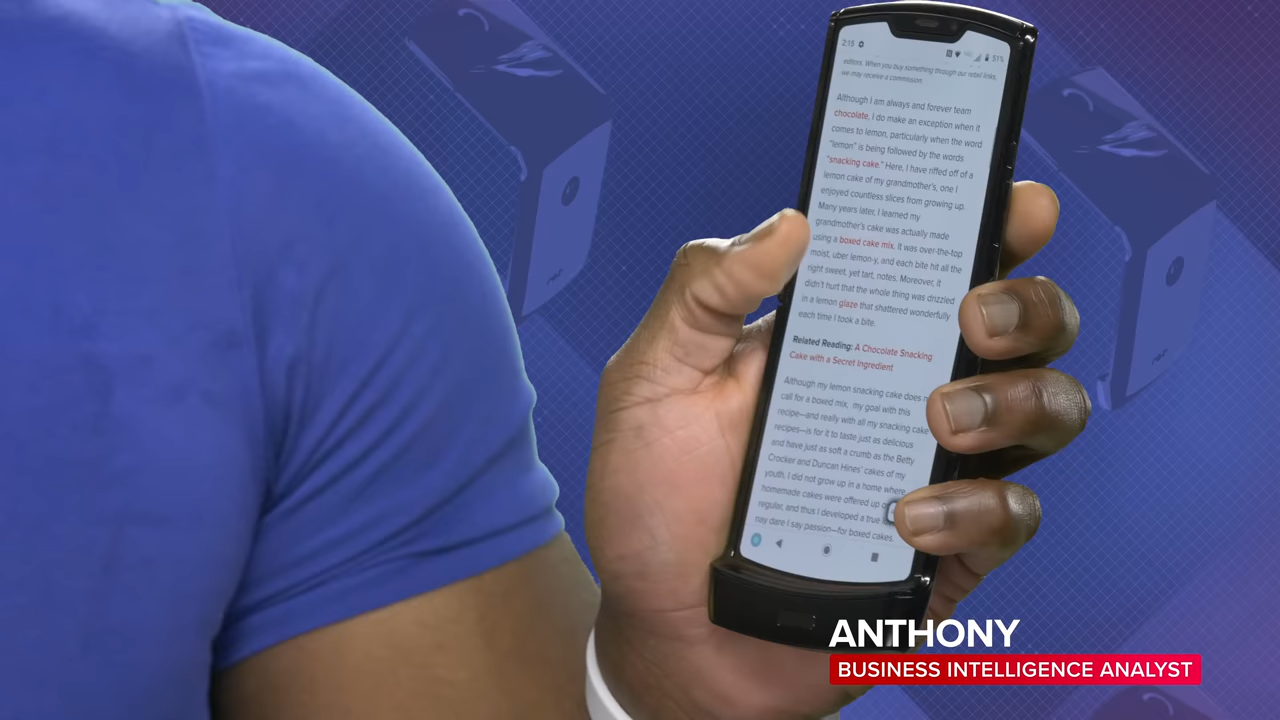 2:15
51%
editors. When you buy something through our retail links,
we may receive a commission.
Although I am always and forever team
chocolate, I do make an exception when it
comes to lemon, particularly when the word
"lemon" is being followed by the words
"snacking cake." Here, I have riffed off of a
lemon cake of my grandmother's, one I
enjoyed countless slices from growing up.
Many years later, I learned my
grandmother's cake was actually made
using a boxed cake mix. It was over-the-top
moist, uber lemon-y, and each bite hit all the
right sweet, yet tart, notes. Moreover, it
didn't hurt that the whole thing was drizzled
in a lemon glaze that shattered wonderfully
each time I took a bite.
Related Reading: A Chocolate Snacking
Cake with a Secret Ingredient
Although my lemon snacking cake does
call for a boxed mix, my goal with this
recipe—and really with all my snacking cake
recipes—is for it to taste just as delicious
and have just as soft a crumb as the Betty
Crocker and Duncan Hines' cakes of my
youth. I did not grow up in a home where
homemade cakes were offered up
regular, and thus I developed a true
nay dare I say passion—for boxed cakes.
ANTHONY
BUSINESS INTELLIGENCE ANALYST